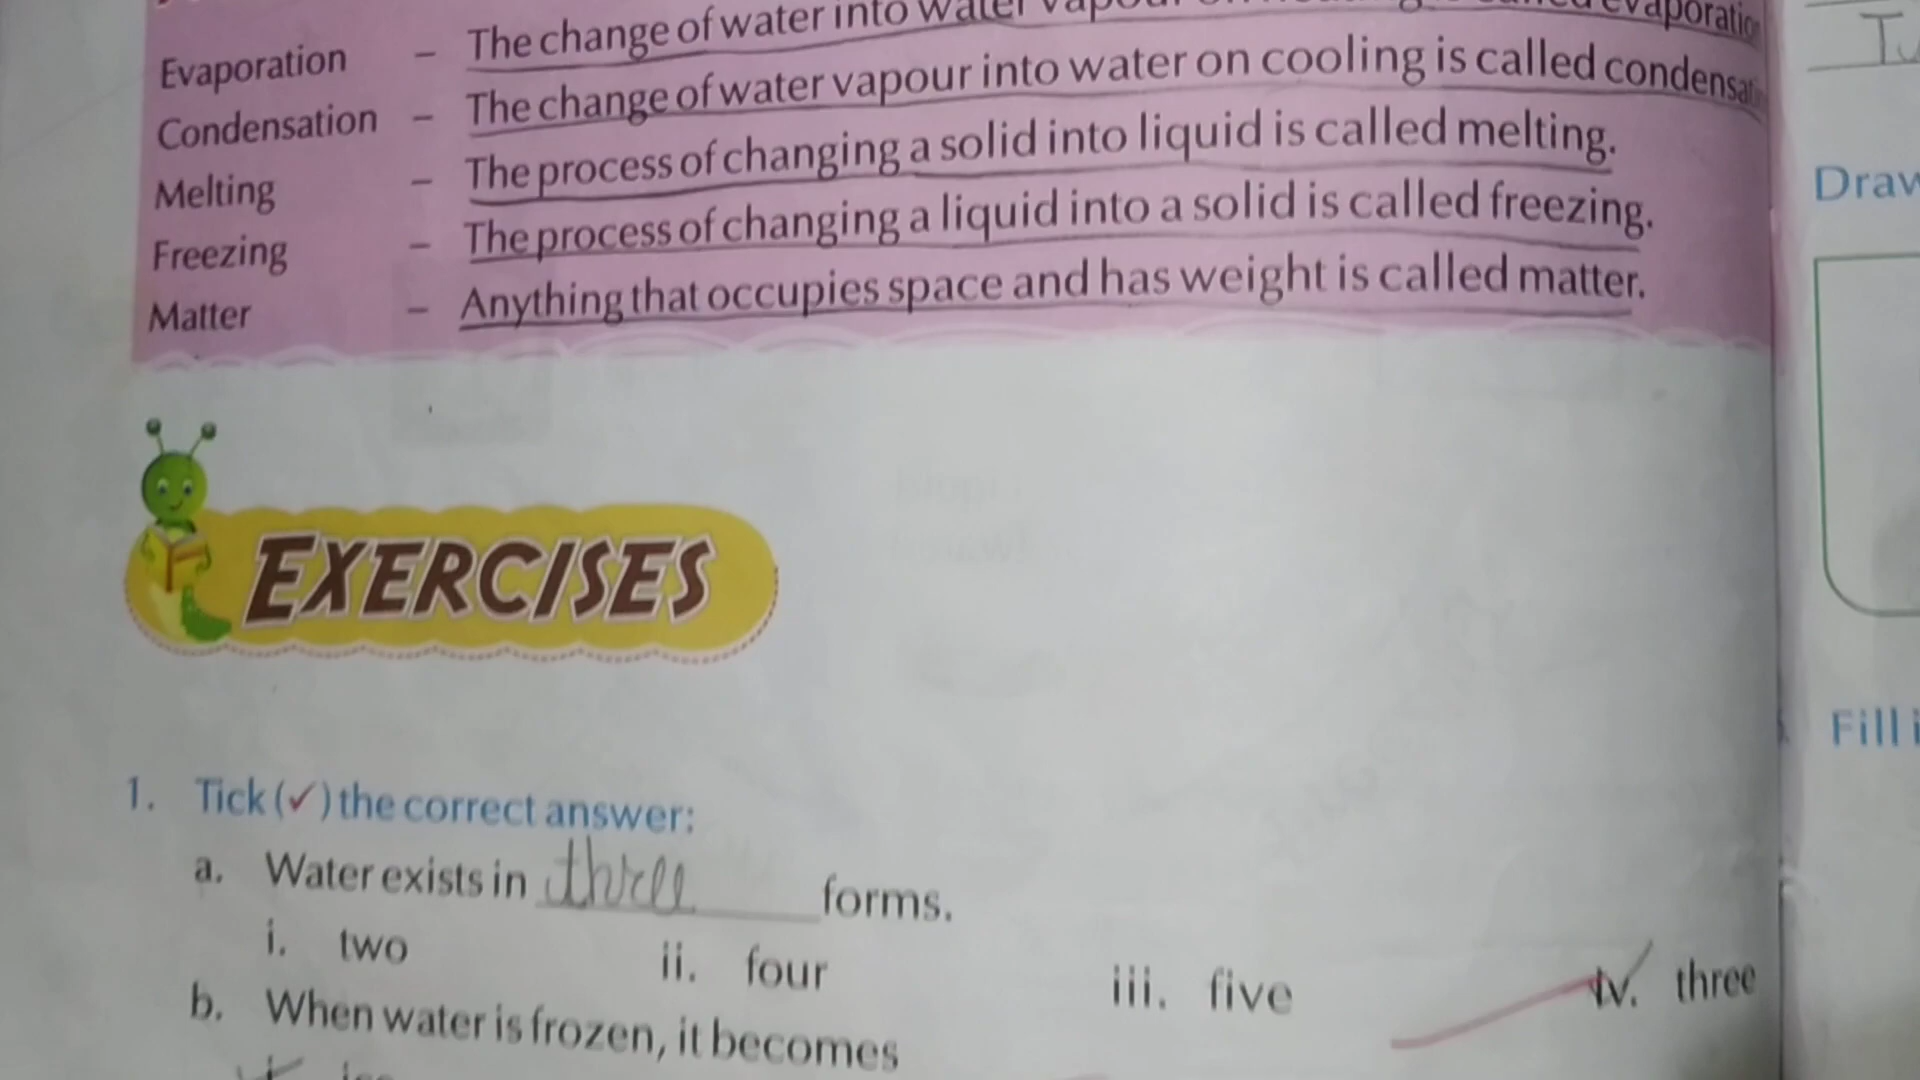 Evaporation – The change of water into water
Condensation – The change of water vapour into water on cooling is called
Melting – The process of changing a solid into liquid is called melting.
Freezing – The process of changing a liquid into a solid is called freezing.
Matter – Anything that occupies space and has weight is called matter.
EXERCISES
1. Tick (✓) the correct answer:
a. Water exists in three forms.
i. two ii. four iii. five iv. three
b. When water is frozen, it becomes